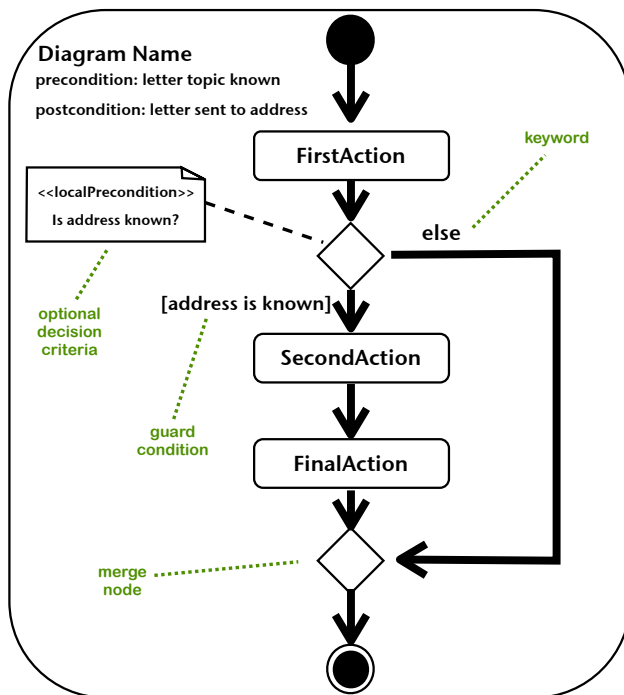 Diagram Name
precondition: letter topic known
postcondition: letter sent to address
keyword
FirstAction
<<localPrecondition>>
Is address known?
else
optional
decision
criteria
[address is known]
SecondAction
guard
condition
FinalAction
merge
node